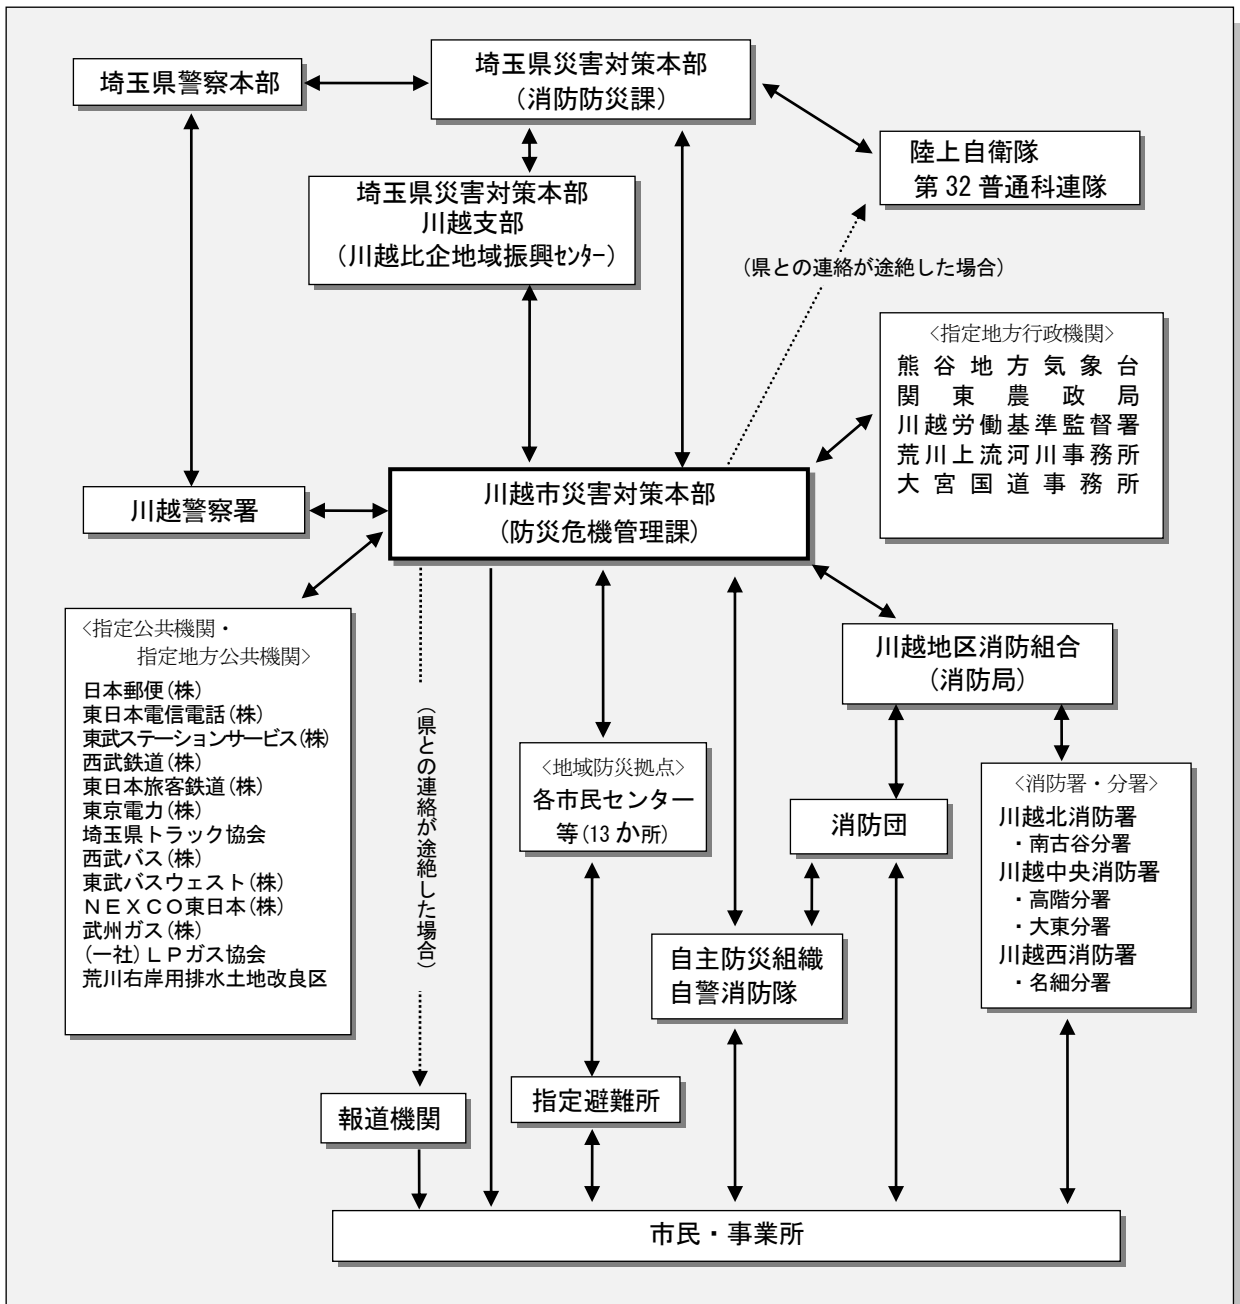 埼玉県警察本部
埼玉県災害対策本部
(消防防災課)
陸上自衛隊
第32普通科連隊
埼玉県災害対策本部
川越支部
(川越比企地域振興ｾﾝﾀｰ)
(県との連絡が途絶した場合)
<指定地方行政機関>
熊谷地方気象台
関東農政局
川越労働基準監督署
荒川上流河川事務所
大宮国道事務所
川越警察署
川越市災害対策本部
(防災危機管理課)
<指定公共機関・
指定地方公共機関>
日本郵便(株)
東日本電信電話(株)
東武ステーションサービス(株)
西武鉄道(株)
東日本旅客鉄道(株)
東京電力(株)
埼玉県トラック協会
西武バス(株)
東武バスウェスト(株)
ＮＥＸＣＯ東日本(株)
武州ガス(株)
(一社)ＬＰガス協会
荒川右岸用排水土地改良区
(県との連絡が途絶した場合)
川越地区消防組合
(消防局)
<地域防災拠点>
各市民センター
等(13か所)
消防団
<消防署・分署>
川越北消防署
・南古谷分署
川越中央消防署
・高階分署
・大東分署
川越西消防署
・名細分署
自主防災組織
自警消防隊
報道機関
指定避難所
市民・事業所